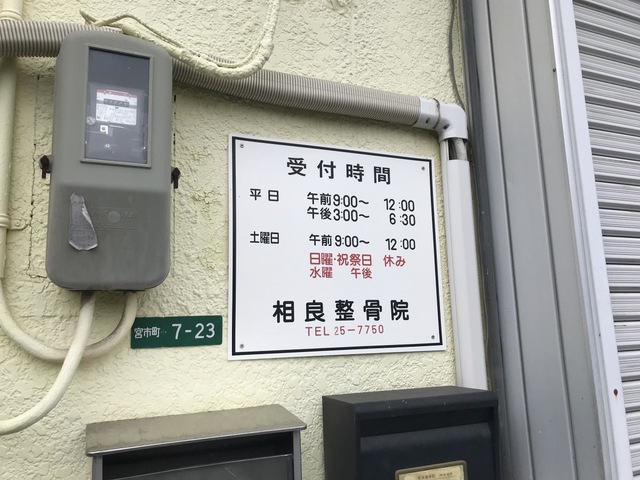 受付時間
平日 午前9:00〜 12:00
午後3:00〜 6:30
土曜日 午前9:00〜 12:00
日曜・祝祭日 休み
水曜 午後
相良整骨院
TEL 25-7750
宮市町 7-23